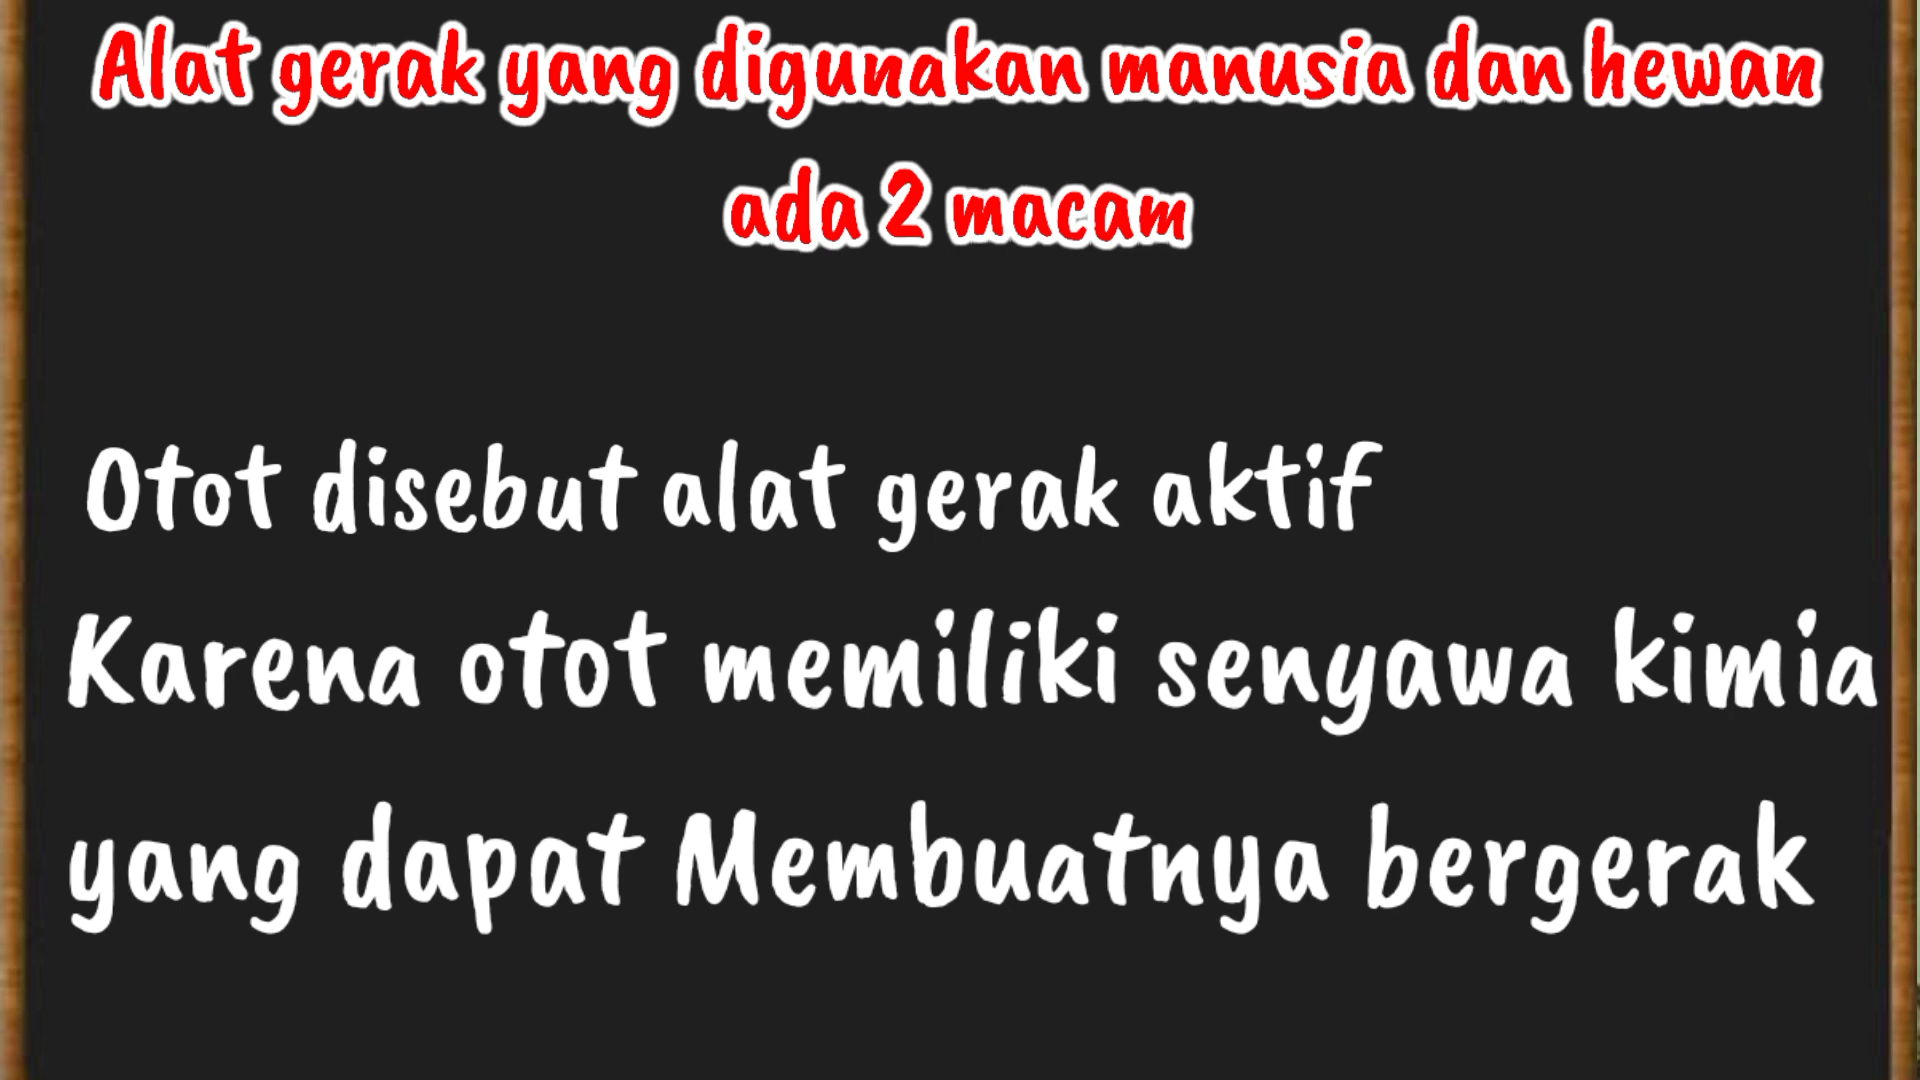 Alat gerak yang digunakan manusia dan hewan
ada 2 macam
Otot disebut alat gerak aktif
Karena otot memiliki senyawa kimia
yang dapat Membuatnya bergerak